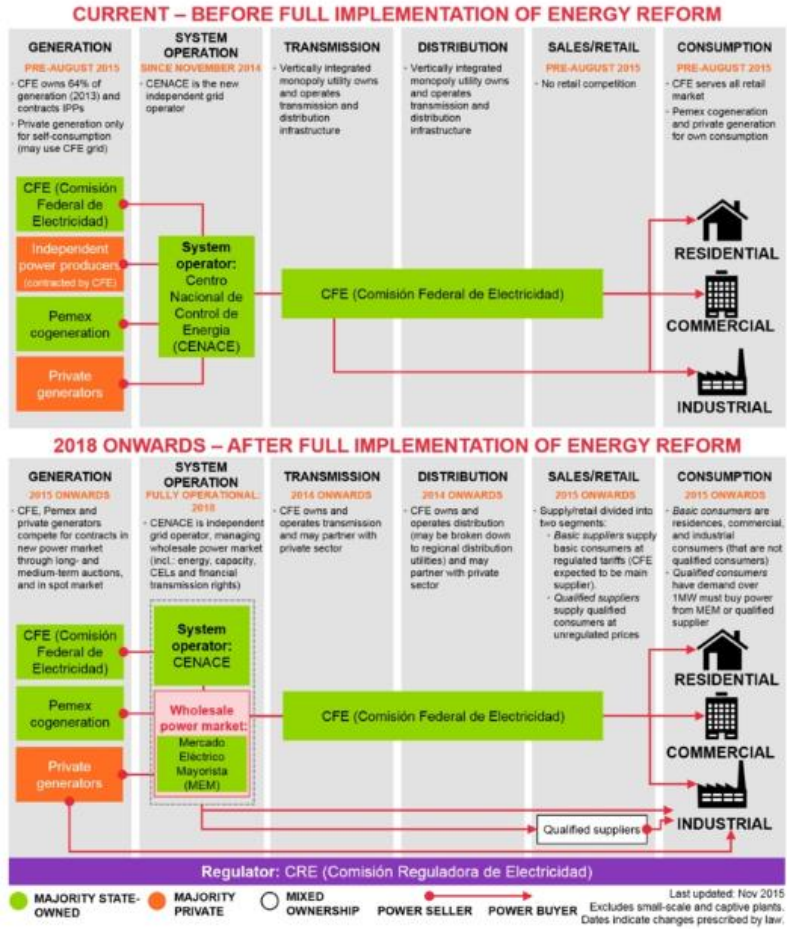 CURRENT – BEFORE FULL IMPLEMENTATION OF ENERGY REFORM
GENERATION
PRE-AUGUST 2015
- CFE owns 64% of
generation (2013) and
contracts IPPs
- Private generation only
for self-consumption
(may use CFE grid)
SYSTEM
OPERATION
SINCE NOVEMBER 2014
- CENACE is the new
independent grid
operator
TRANSMISSION
- Vertically integrated
monopoly utility owns
and operates
transmission and
distribution
infrastructure
DISTRIBUTION
- Vertically integrated
monopoly utility owns
and operates
transmission and
distribution
infrastructure
SALES/RETAIL
PRE-AUGUST 2015
- No retail competition
CONSUMPTION
PRE-AUGUST 2015
- CFE serves all retail
market
- Pemex cogeneration
and private generation
for own consumption
CFE (Comisión
Federal de
Electricidad)
Independent
power producers
(contracted by CFE)
Pemex
cogeneration
Private
generators
System
operator:
Centro
Nacional de
Control de
Energia
(CENACE)
CFE (Comisión Federal de Electricidad)
RESIDENTIAL
COMMERCIAL
INDUSTRIAL
2018 ONWARDS – AFTER FULL IMPLEMENTATION OF ENERGY REFORM
GENERATION
2015 ONWARDS
- CFE, Pemex and
private generators
compete for contracts in
new power market
through long- and
medium-term auctions,
and in spot market
SYSTEM
OPERATION
FULLY OPERATIONAL:
2018
- CENACE is independent
grid operator, managing
wholesale power market
(incl.: energy, capacity,
CELs and financial
transmission rights)
TRANSMISSION
2014 ONWARDS
- CFE owns and
operates transmission
and may partner with
private sector
DISTRIBUTION
2014 ONWARDS
- CFE owns and
operates distribution
(may be broken down
to regional distribution
utilities) and may
partner with private
sector
SALES/RETAIL
2015 ONWARDS
- Supply/retail divided into
two segments:
- Basic suppliers supply
basic consumers at
regulated tariffs (CFE
expected to be main
supplier).
- Qualified suppliers
supply qualified
consumers at
unregulated prices
CONSUMPTION
2015 ONWARDS
- Basic consumers are
residences, commercial,
and industrial
consumers (that are not
qualified consumers)
- Qualified consumers
have demand over
1MW must buy power
from MEM or qualified
supplier
CFE (Comisión
Federal de
Electricidad)
Pemex
cogeneration
Private
generators
System
operator:
CENACE
Wholesale
power market:
Mercado
Eléctrico
Mayorista
(MEM)
CFE (Comisión Federal de Electricidad)
RESIDENTIAL
COMMERCIAL
INDUSTRIAL
Qualified suppliers
Regulator: CRE (Comisión Reguladora de Electricidad)
MAJORITY STATE-
OWNED
MAJORITY
PRIVATE
MIXED
OWNERSHIP
POWER SELLER
POWER BUYER
Last updated: Nov 2015
Excludes small-scale and captive plants.
Dates indicate changes prescribed by law.